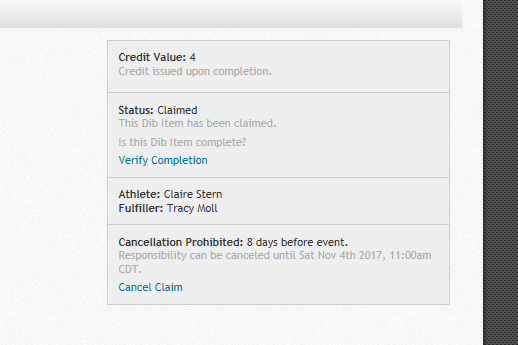 Credit Value: 4
Credit issued upon completion.
Status: Claimed
This Dib Item has been claimed.
Is this Dib Item complete?
Verify Completion
Athlete: Claire Stern
Fulfiller: Tracy Moll
Cancellation Prohibited: 8 days before event.
Responsibility can be canceled until Sat Nov 4th 2017, 11:00am
CDT.
Cancel Claim